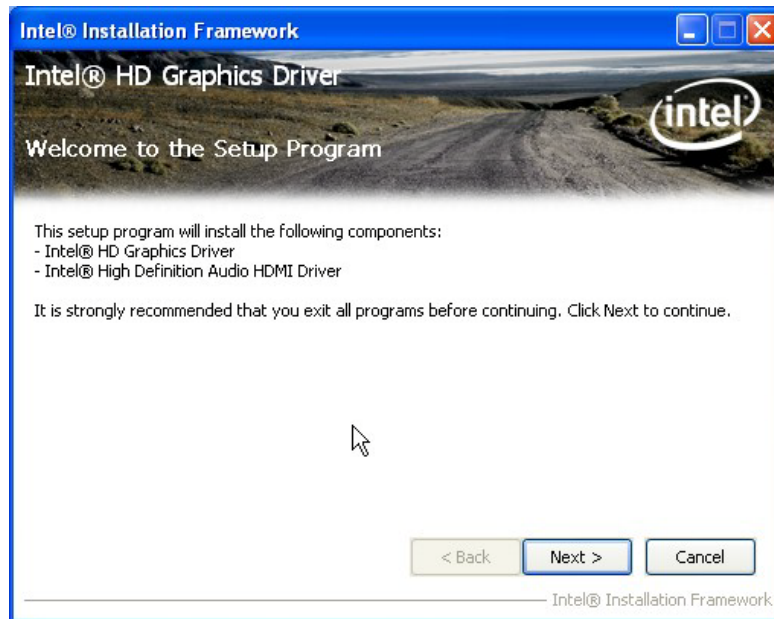 Intel® Installation Framework
Intel® HD Graphics Driver
intel®
Welcome to the Setup Program
This setup program will install the following components:
- Intel® HD Graphics Driver
- Intel® High Definition Audio HDMI Driver
It is strongly recommended that you exit all programs before continuing. Click Next to continue.
< Back
Next >
Cancel
Intel® Installation Framework